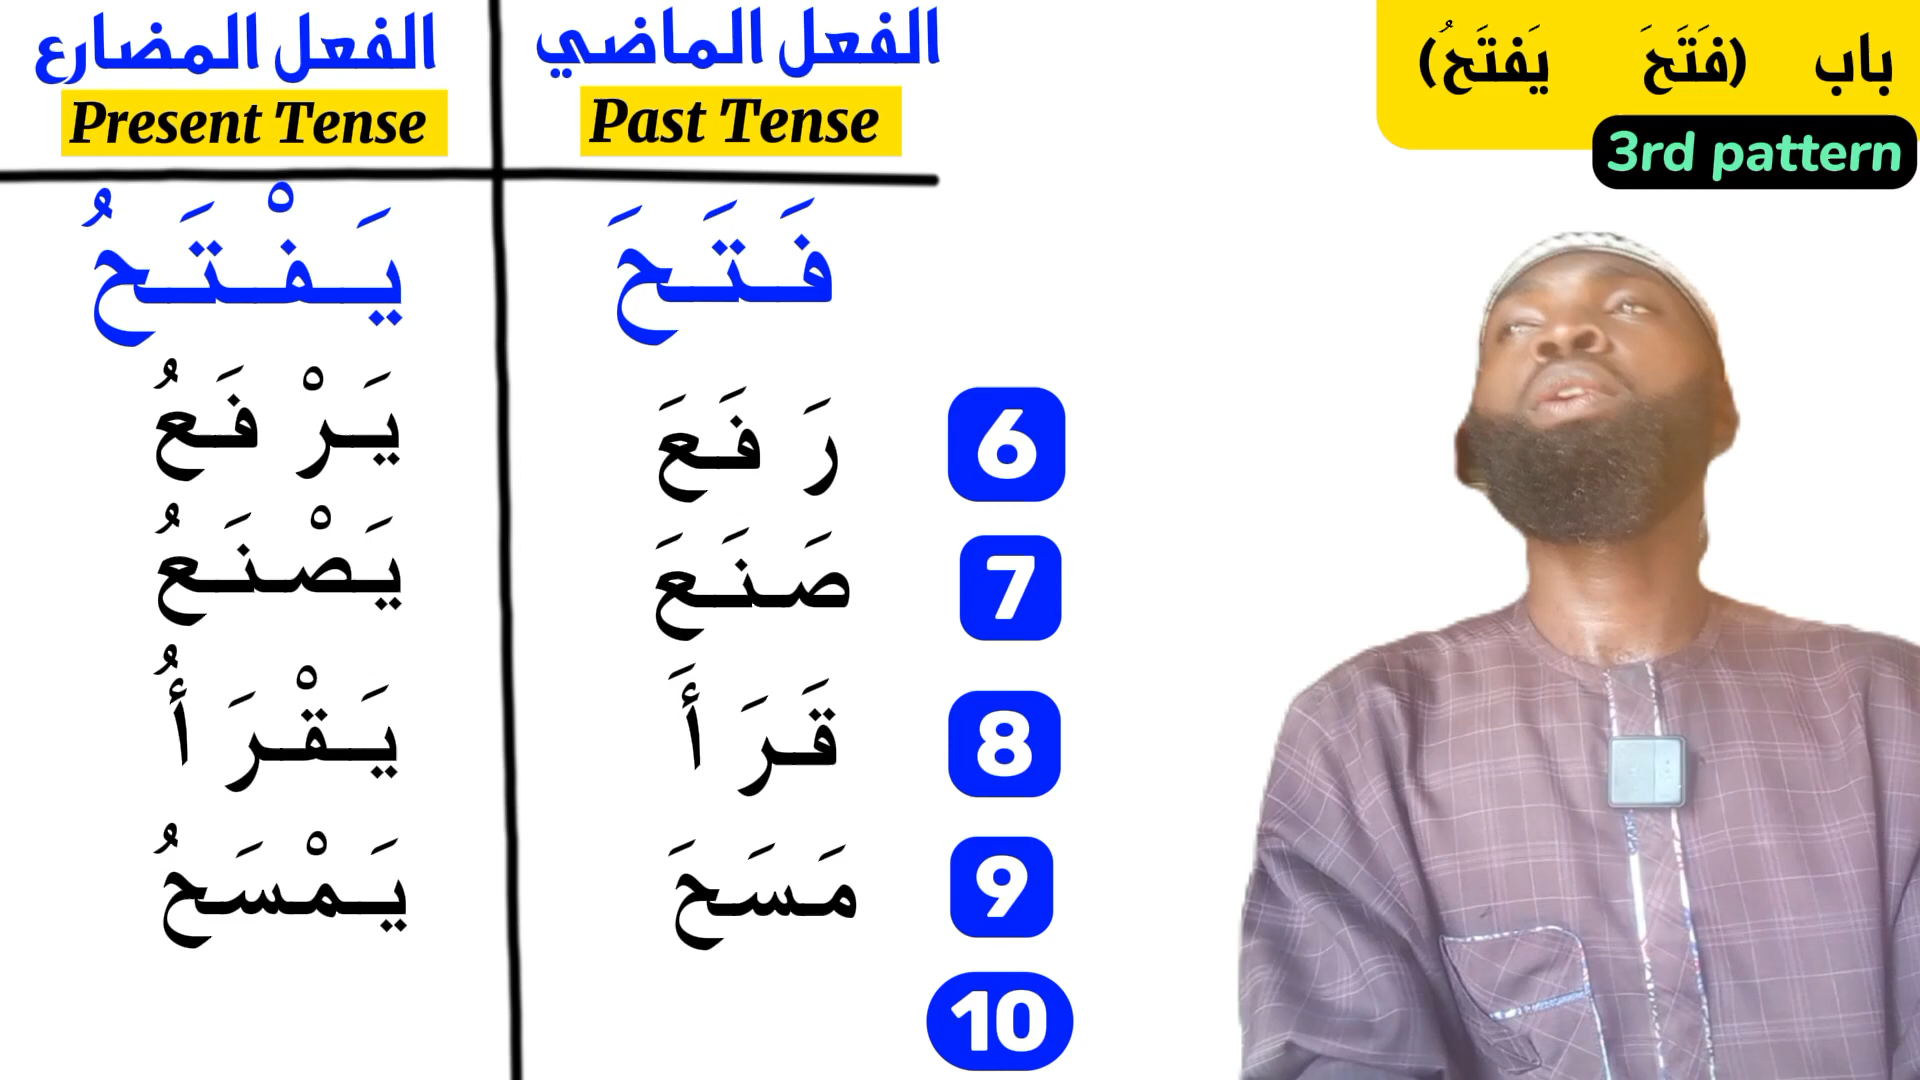 باب (فَتَحَ يَفتَحُ)
3rd pattern
الفعل الماضي الفعل المضارع
Past Tense Present Tense
فَتَحَ يَفْتَحُ
6 رَفَعَ يَرْفَعُ
7 صَنَعَ يَصْنَعُ
8 قَرَأَ يَقْرَأُ
9 مَسَحَ يَمْسَحُ
10